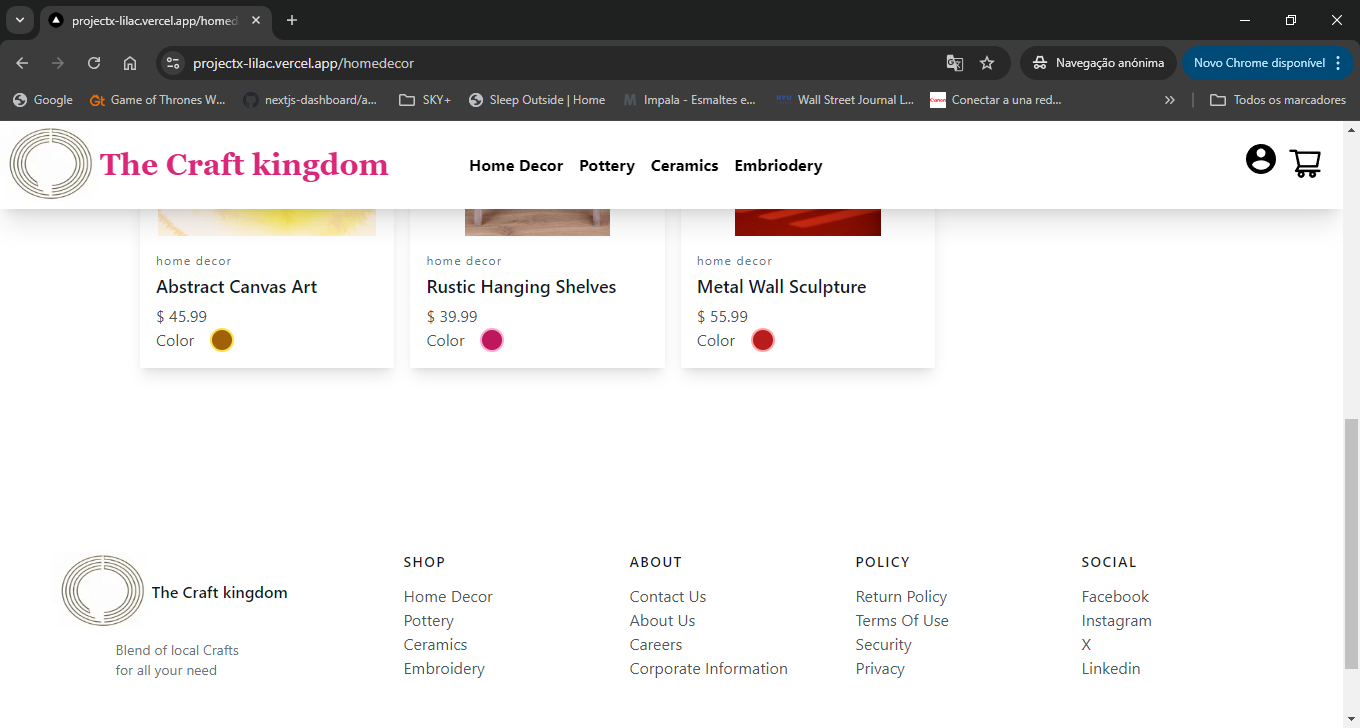 projectx-lilac.vercel.app/homed
projectx-lilac.vercel.app/homedecor
Navegação anónima
Novo Chrome disponível
Google
Gt
Game of Thrones W...
nextjs-dashboard/a...
SKY+
Sleep Outside | Home
M
Impala - Esmaltes e...
Wall Street Journal L...
Canon
Conectar a una red...
Todos os marcadores
The Craft kingdom
Home Decor
Pottery
Ceramics
Embriodery
home decor
Abstract Canvas Art
$ 45.99
Color
home decor
Rustic Hanging Shelves
$ 39.99
Color
home decor
Metal Wall Sculpture
$ 55.99
Color
The Craft kingdom
Blend of local Crafts
for all your need
SHOP
Home Decor
Pottery
Ceramics
Embroidery
ABOUT
Contact Us
About Us
Careers
Corporate Information
POLICY
Return Policy
Terms Of Use
Security
Privacy
SOCIAL
Facebook
Instagram
X
Linkedin